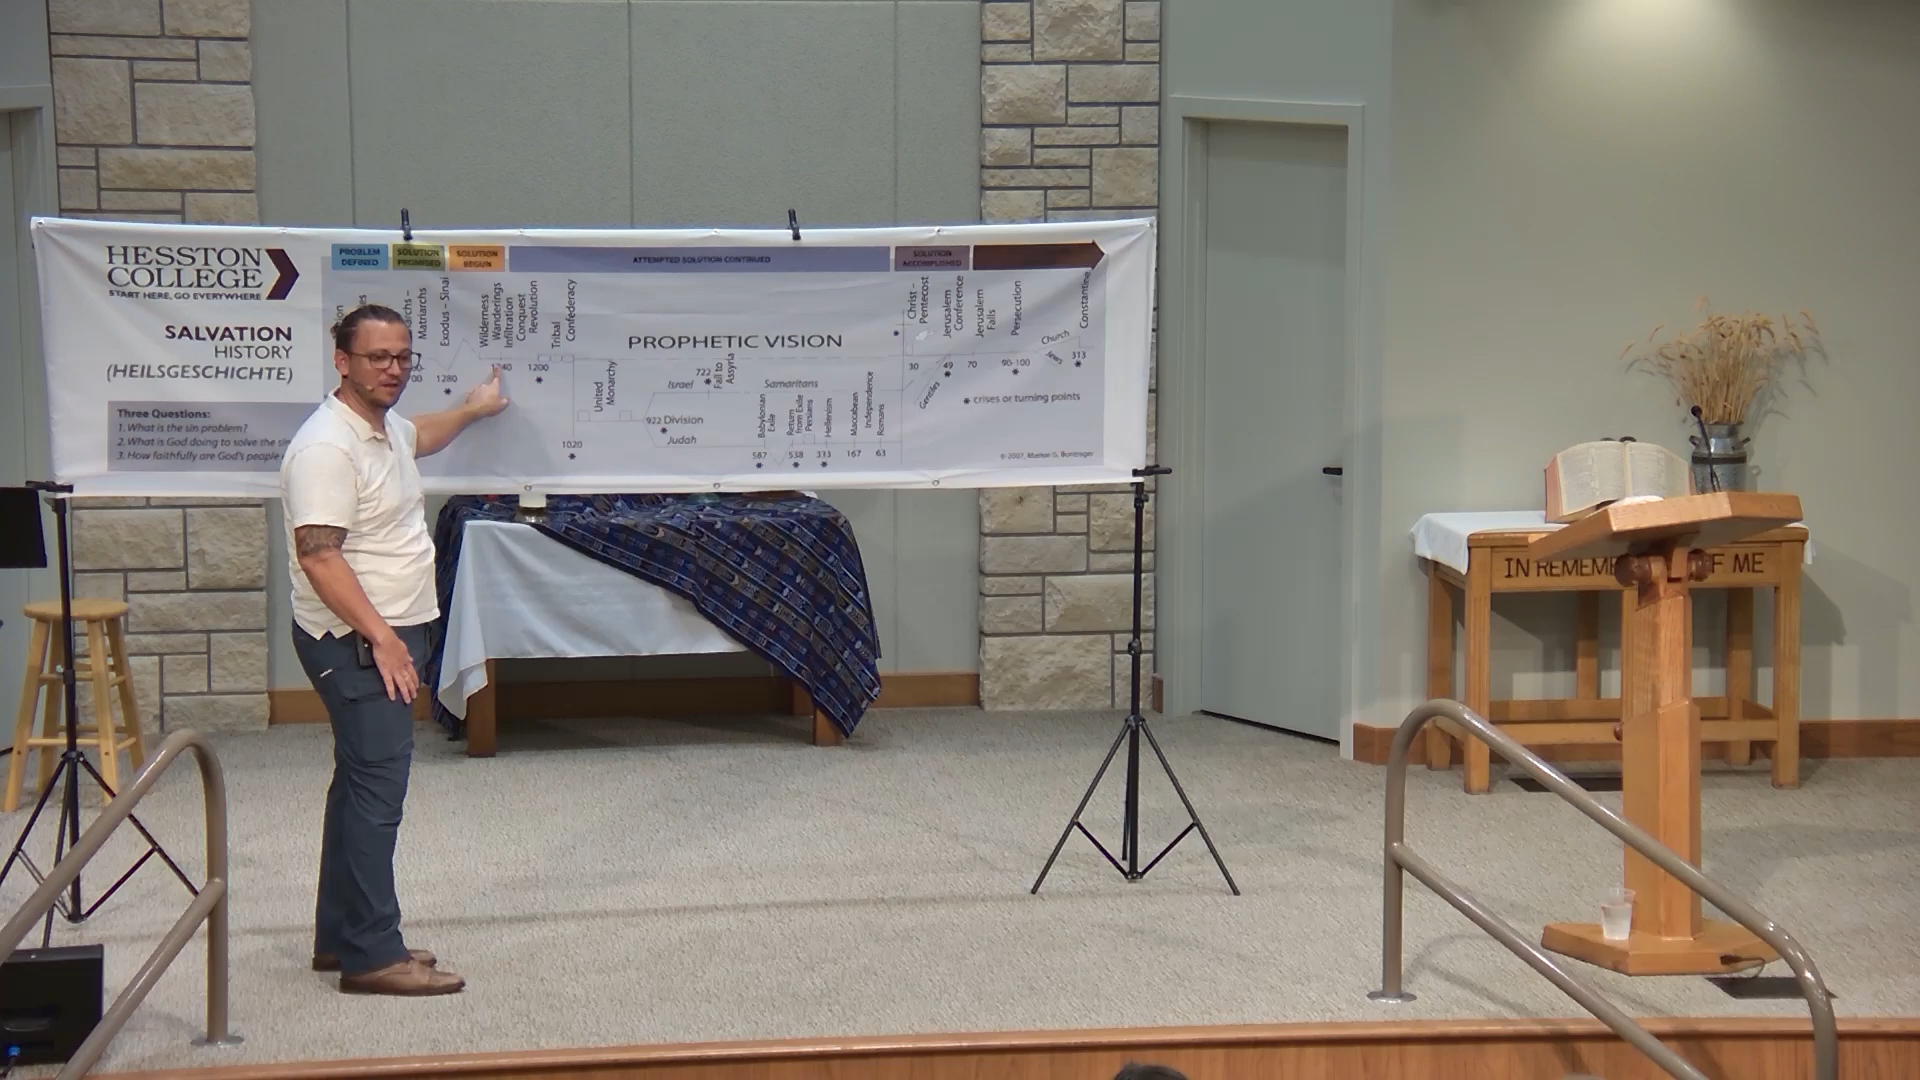 HESSTON
COLLEGE
START HERE, GO EVERYWHERE
SALVATION
HISTORY
(HEILSGESCHICHTE)
Three Questions:
1. What is the sin problem?
2. What is God doing to solve the sin
3. How faithfully are God's people
PROBLEM
DEFINED
SOLUTION
PROMISED
SOLUTION
BEGUN
ATTEMPTED SOLUTION CONTINUED
SOLUTION
ACCOMPLISHED
Matriarchs
Exodus – Sinai
Wilderness
Wanderings
Infiltration
Conquest
Revolution
Tribal
Confederacy
1280
1200
1020
United
Monarchy
PROPHETIC VISION
922 Division
Israel
Judah
722
Fall to
Assyria
Samaritans
Babylonian
Exile
Return
from Exile
Persians
Hellenism
Maccabean
Independence
Romans
587
538
333
167
63
Christ –
Pentecost
Jerusalem
Conference
Jerusalem
Falls
Persecution
Constantine
Church
Jews
Gentiles
30
49
70
90-100
313
* crises or turning points
© 2007, Marion G. Bontrager
IN REMEM
F ME